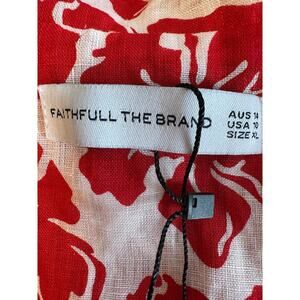 FAITHFULL THE BRAND
AUS 14
USA 10
SIZE XL